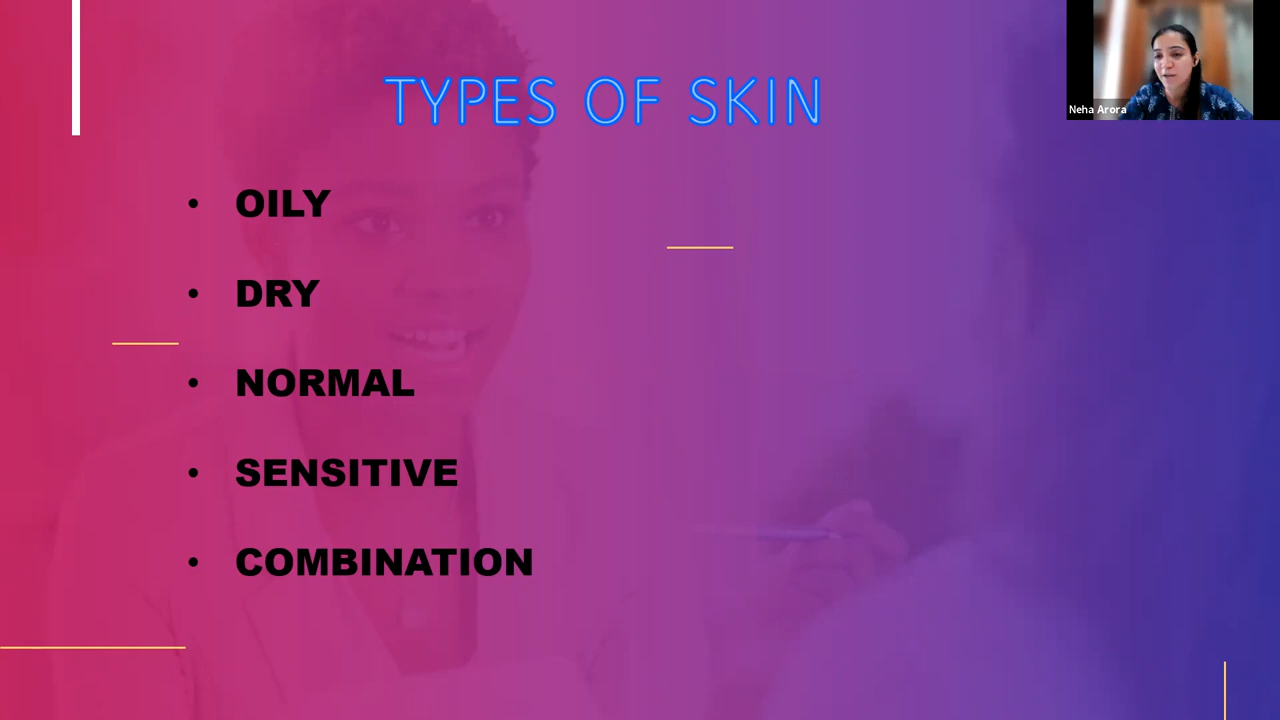 TYPES OF SKIN
Neha Arora
• OILY
• DRY
• NORMAL
• SENSITIVE
• COMBINATION